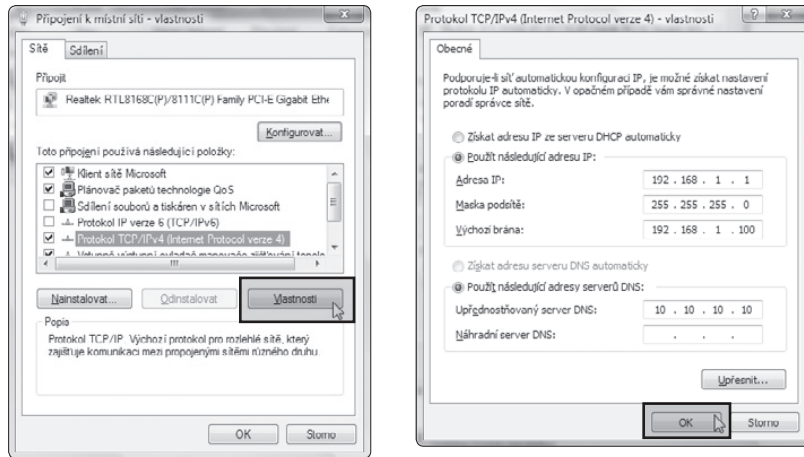 Připojení k místní síti - vlastnosti
Sítě
Sdílení
Připojit
Realtek RTL8168C(P)/8111C(P) Family PCI-E Gigabit Ethe
Konfigurovat...
Toto připojení používá následující položky:
Klient sítě Microsoft
Plánovač paketů technologie QoS
Sdílení souborů a tiskáren v sítích Microsoft
Protokol IP verze 6 (TCP/IPv6)
Protokol TCP/IPv4 (Internet Protocol verze 4)
Nainstalovat...
Odinstalovat
Vlastnosti
Popis
Protokol TCP/IP. Výchozí protokol pro rozlehlé sítě, který
zajišťuje komunikaci mezi propojenými sítěmi různého druhu.
OK
Storno
Protokol TCP/IPv4 (Internet Protocol verze 4) - vlastnosti
Obecné
Podporuje-li síť automatickou konfiguraci IP, je možné získat nastavení
protokolu IP automaticky. V opačném případě vám správné nastavení
poradí správce sítě.
Získat adresu IP ze serveru DHCP automaticky
Použít následující adresu IP:
Adresa IP: 192 . 168 . 1 . 1
Maska podsítě: 255 . 255 . 255 . 0
Výchozí brána: 192 . 168 . 1 . 100
Získat adresu serveru DNS automaticky
Použít následující adresy serverů DNS:
Upřednostňovaný server DNS: 10 . 10 . 10 . 10
Náhradní server DNS: . . .
Upřesnit...
OK
Storno